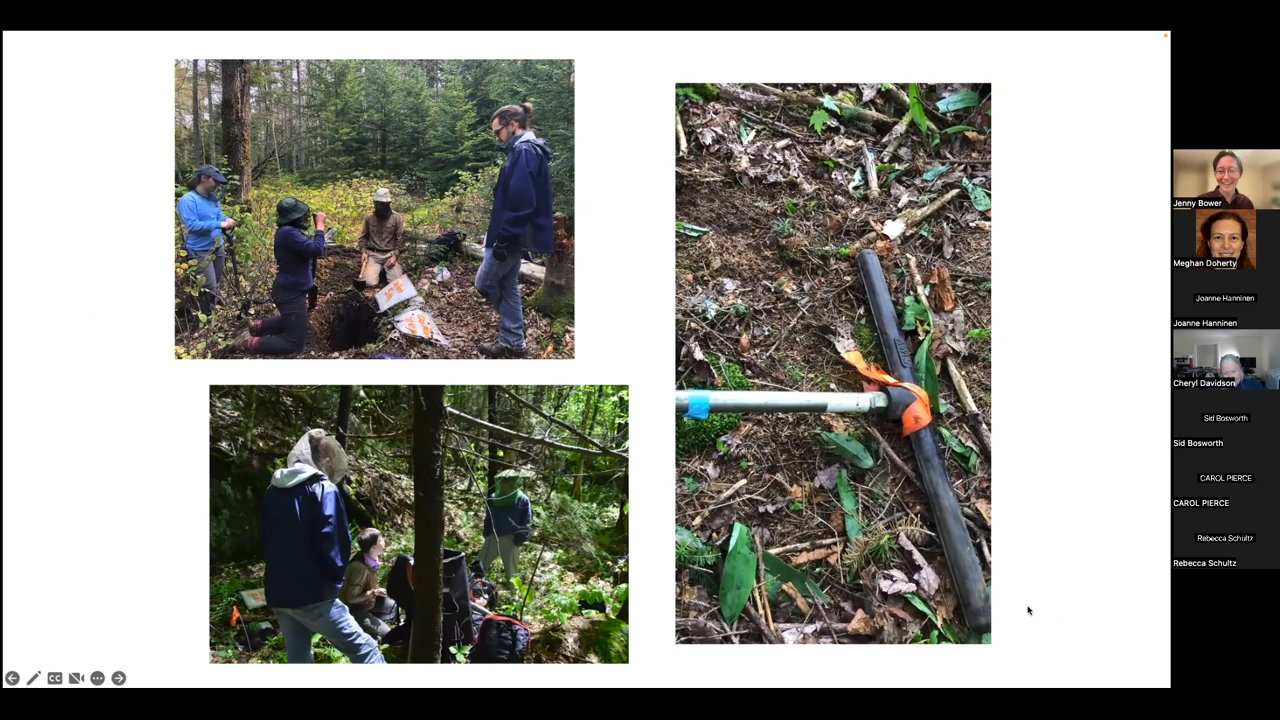 Jenny Bower
Meghan Doherty
Joanne Hanninen
Joanne Hanninen
Cheryl Davidson
Sid Bosworth
Sid Bosworth
CAROL PIERCE
CAROL PIERCE
Rebecca Schultz
Rebecca Schultz
CC